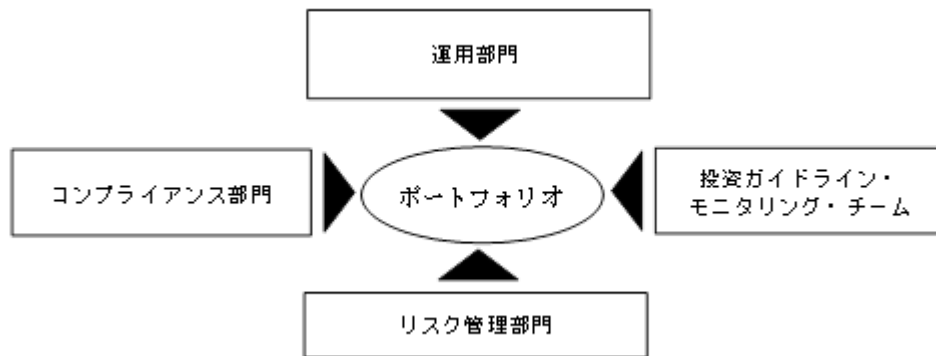 運用部門
コンプライアンス部門
ポートフォリオ
投資ガイドライン・
モニタリング・チーム
リスク管理部門